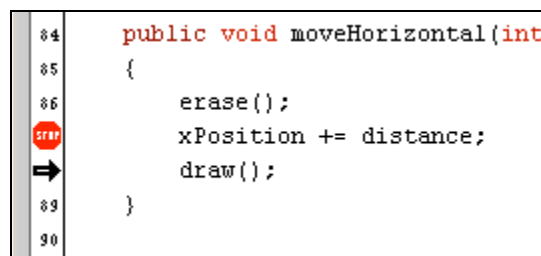 84 public void moveHorizontal(int
85 {
86 erase();
STOP xPosition += distance;
draw();
89 }
90